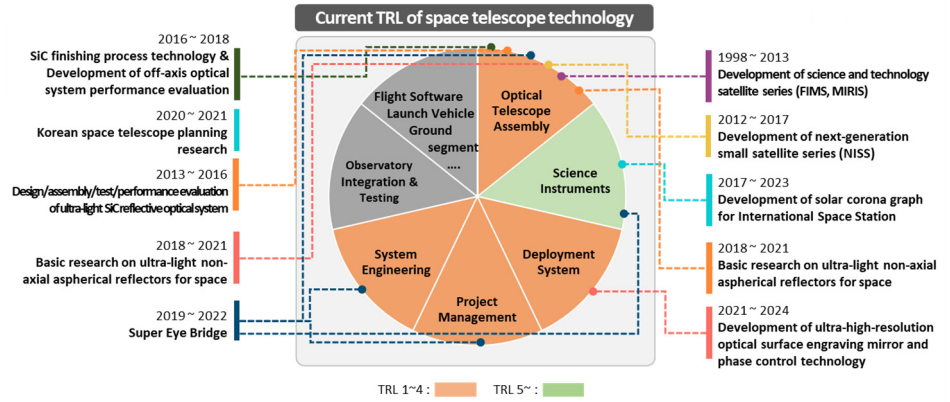 Current TRL of space telescope technology
2016 ~ 2018
SiC finishing process technology &
Development of off-axis optical
system performance evaluation
2020 ~ 2021
Korean space telescope planning
research
2013 ~ 2016
Design/assembly/test/performance evaluation
of ultra-light SiC reflective optical system
2018 ~ 2021
Basic research on ultra-light non-
axial aspherical reflectors for space
2019 ~ 2022
Super Eye Bridge
Flight Software
Launch Vehicle
Ground
segment
....
Optical
Telescope
Assembly
Observatory
Integration &
Testing
Science
Instruments
System
Engineering
Deployment
System
Project
Management
1998 ~ 2013
Development of science and technology
satellite series (FIMS, MIRIS)
2012 ~ 2017
Development of next-generation
small satellite series (NISS)
2017 ~ 2023
Development of solar corona graph
for International Space Station
2018 ~ 2021
Basic research on ultra-light non-axial
aspherical reflectors for space
2021 ~ 2024
Development of ultra-high-resolution
optical surface engraving mirror and
phase control technology
TRL 1~4 :
TRL 5~ :